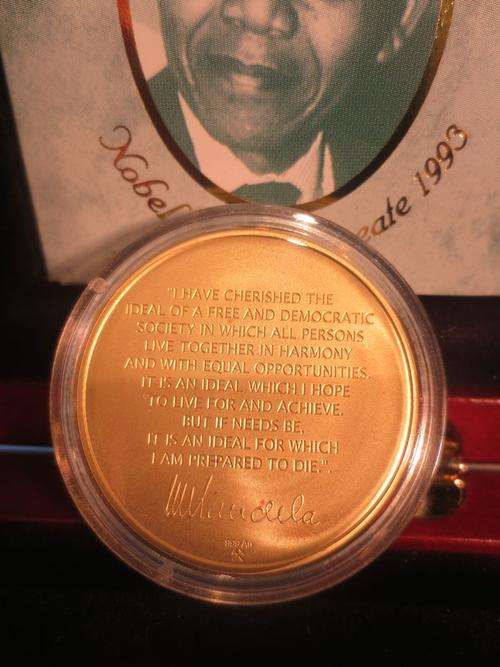 Nobel
eate 1993
"I HAVE CHERISHED THE
IDEAL OF A FREE AND DEMOCRATIC
SOCIETY IN WHICH ALL PERSONS
LIVE TOGETHER IN HARMONY
AND WITH EQUAL OPPORTUNITIES.
IT IS AN IDEAL WHICH I HOPE
TO LIVE FOR AND ACHIEVE.
BUT IF NEEDS BE,
IT IS AN IDEAL FOR WHICH
I AM PREPARED TO DIE,".
Mandela